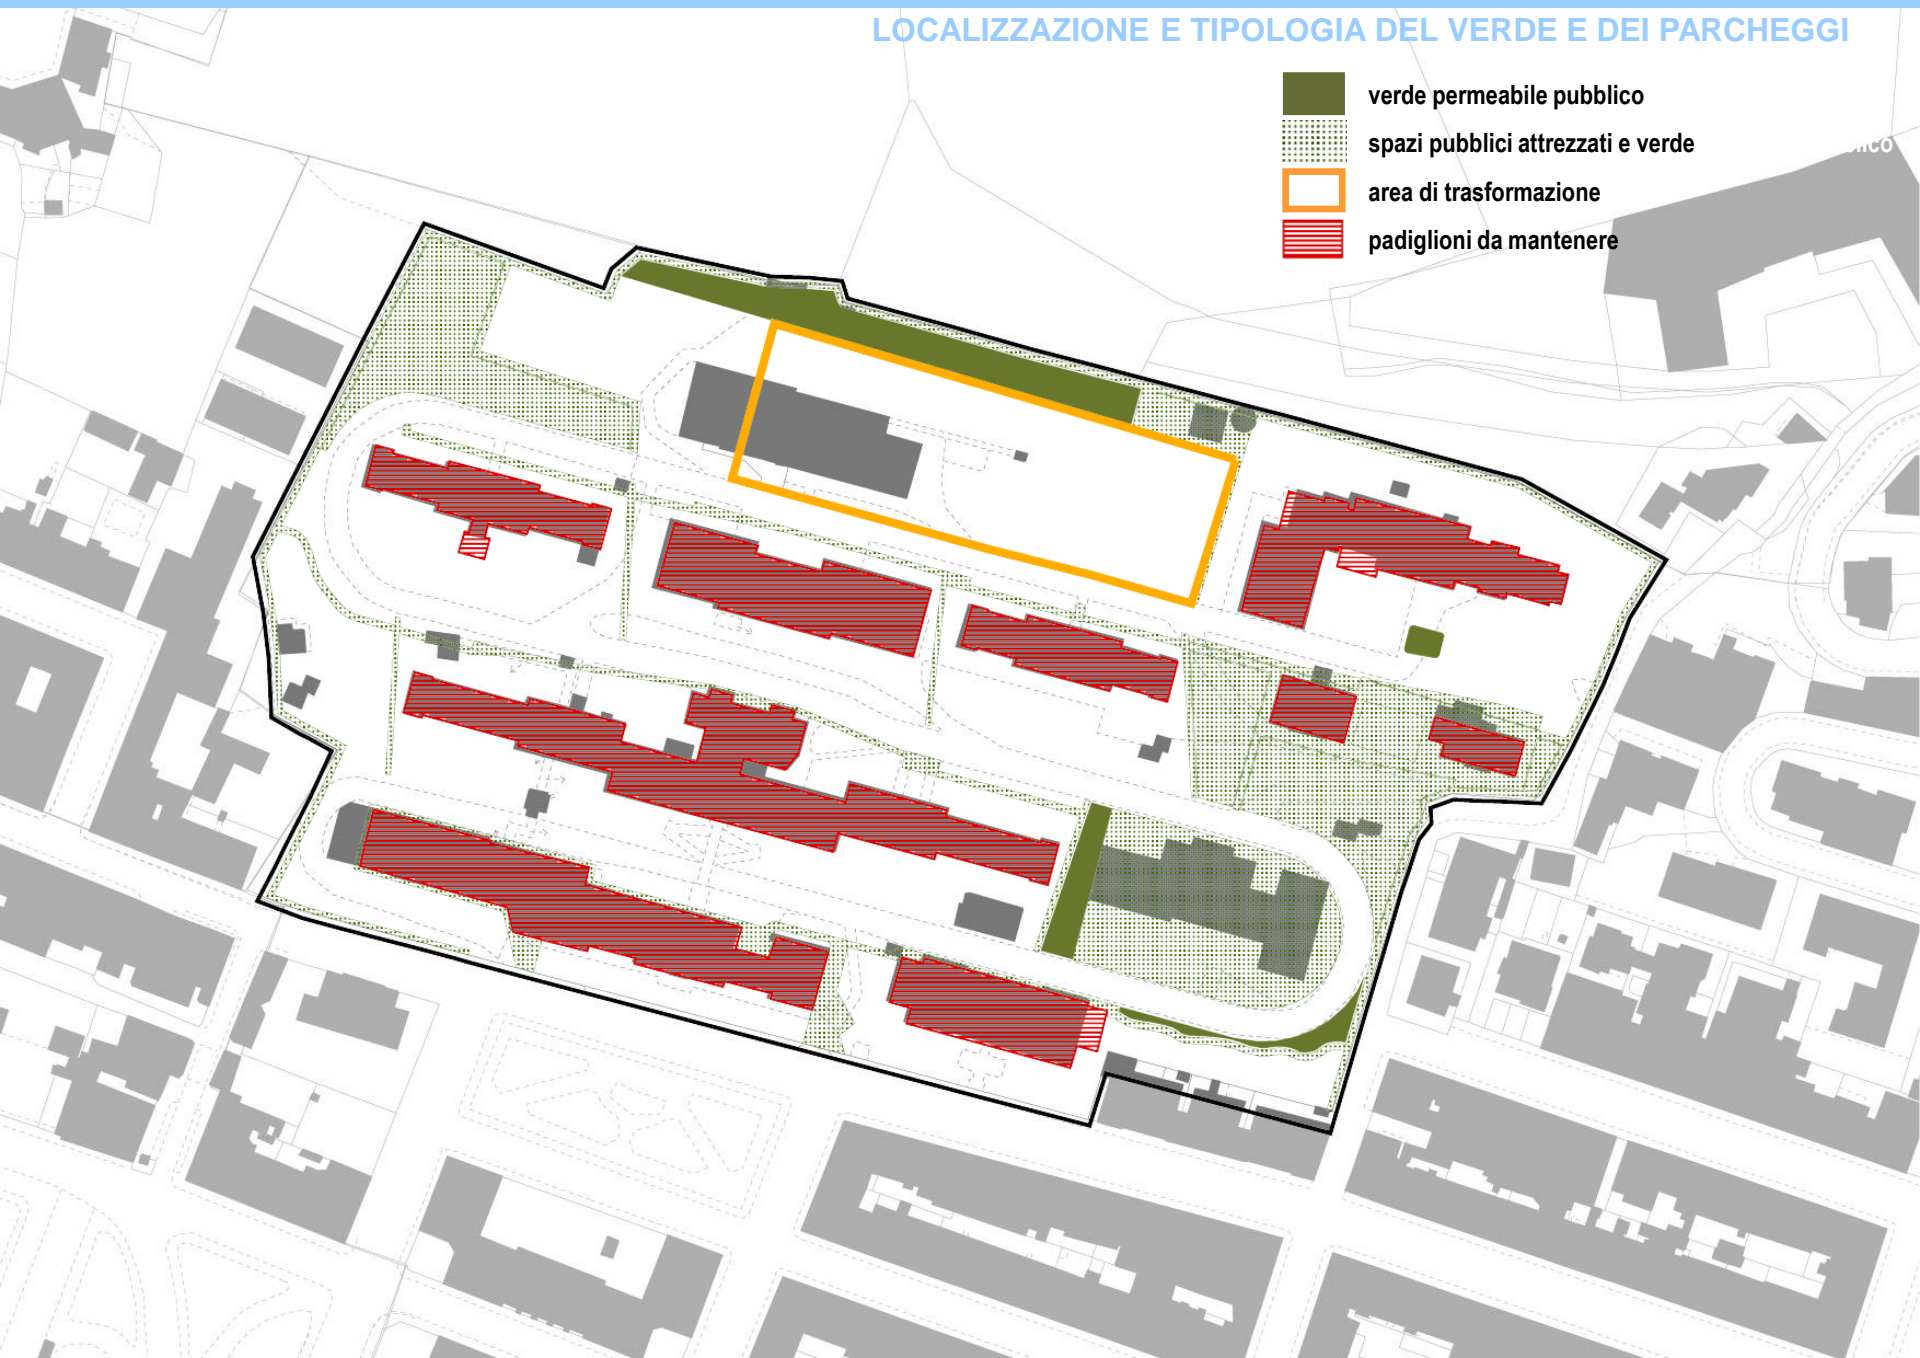 LOCALIZZAZIONE E TIPOLOGIA DEL VERDE E DEI PARCHEGGI
verde permeabile pubblico
spazi pubblici attrezzati e verde
area di trasformazione
padiglioni da mantenere